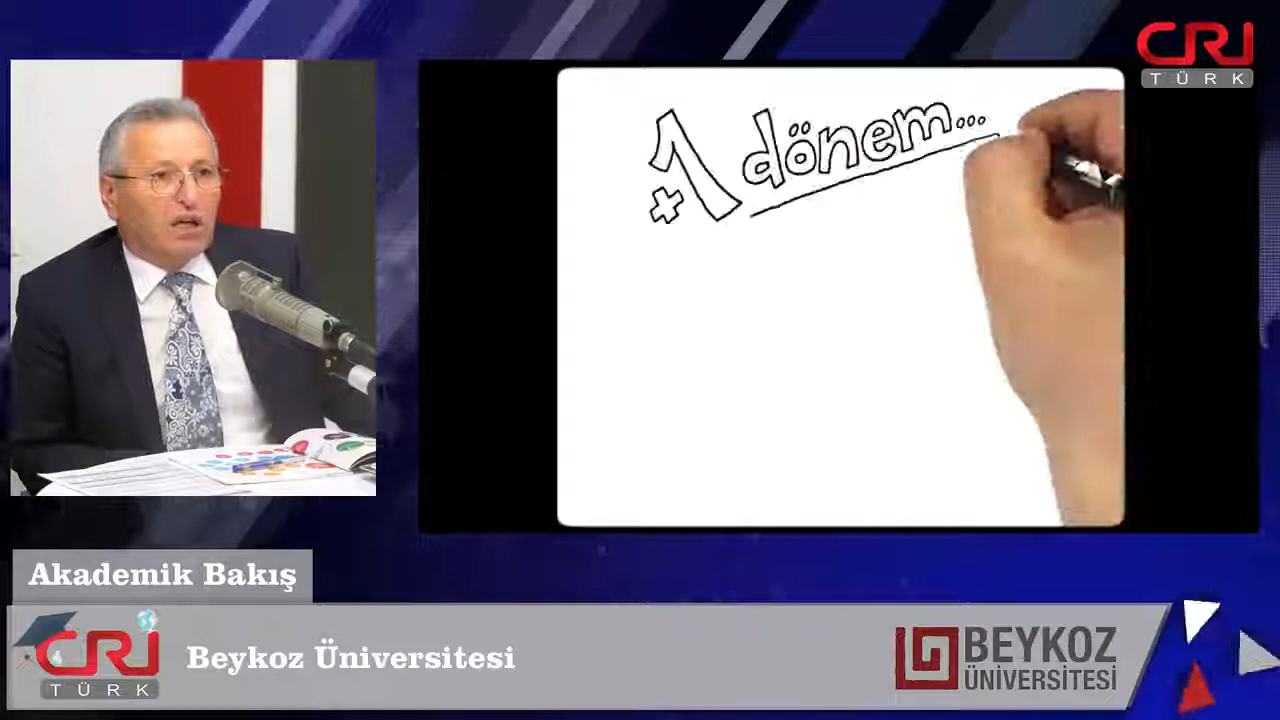 CRI
TÜRK
+1 dönem...
Akademik Bakış
CRI
TÜRK
Beykoz Üniversitesi
BEYKOZ
ÜNİVERSİTESİ